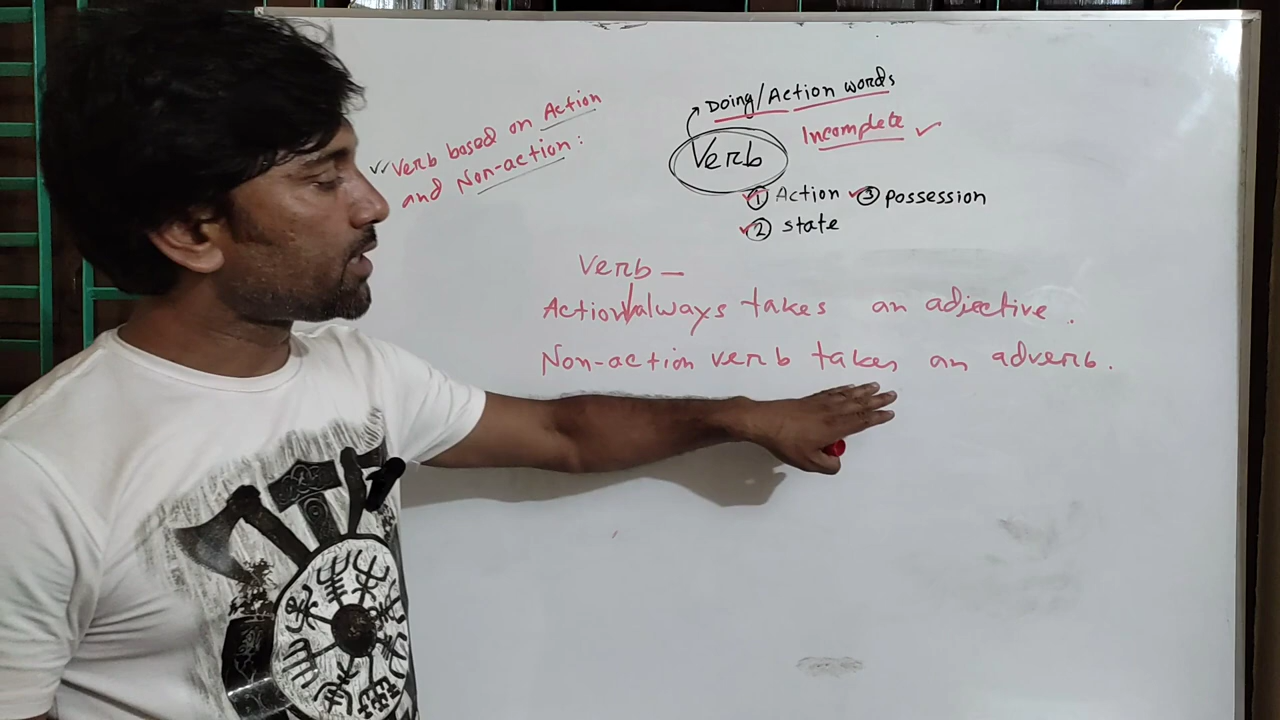 ✓✓ Verb based on Action
and Non-action:
Doing/Action words
Incomplete ✓
Verb
① Action ③ possession
② state
Verb —
Action always takes an adjective.
Non-action verb takes an adverb.